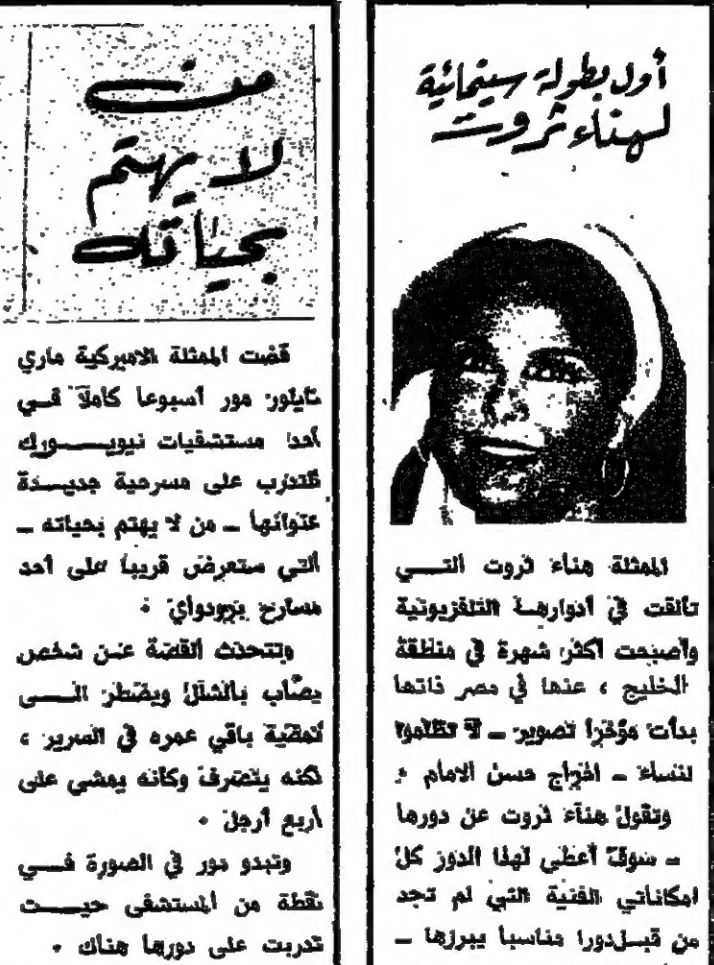 أول بطولة سينمائية
لهناء ثروت
الممثلة هناء ثروت التي
تألقت في أدوارها التلفزيونية
وأصبحت أكثر شهرة في منطقة
الخليج ، عنها في مصر ذاتها
بدأت مؤخرا تصوير ـ لا تظلموا
النساء ـ اخراج حسن الامام .
وتقول هناء ثروت عن دورها
ـ سوف أعطي لهذا الدور كل
امكاناتي الفنية التي لم تجد
من قبل دورا مناسبا يبرزها ـ
من
لا يهتم
بحياته
قضت الممثلة الاميركية ماري
تايلور مور أسبوعا كاملا في
أحد مستشفيات نيويورك
تتدرب على مسرحية جديدة
عنوانها ـ من لا يهتم بحياته ـ
التي ستعرض قريبا على أحد
مسارح برودواي .
وتتحدث القصة عن شخص
يصاب بالشلل ويضطر الى
تمضية باقي عمره في السرير ،
لكنه يتصرف وكأنه يمشي على
أربع أرجل .
وتبدو مور في الصورة في
لقطة من المستشفى حيث
تدربت على دورها هناك .